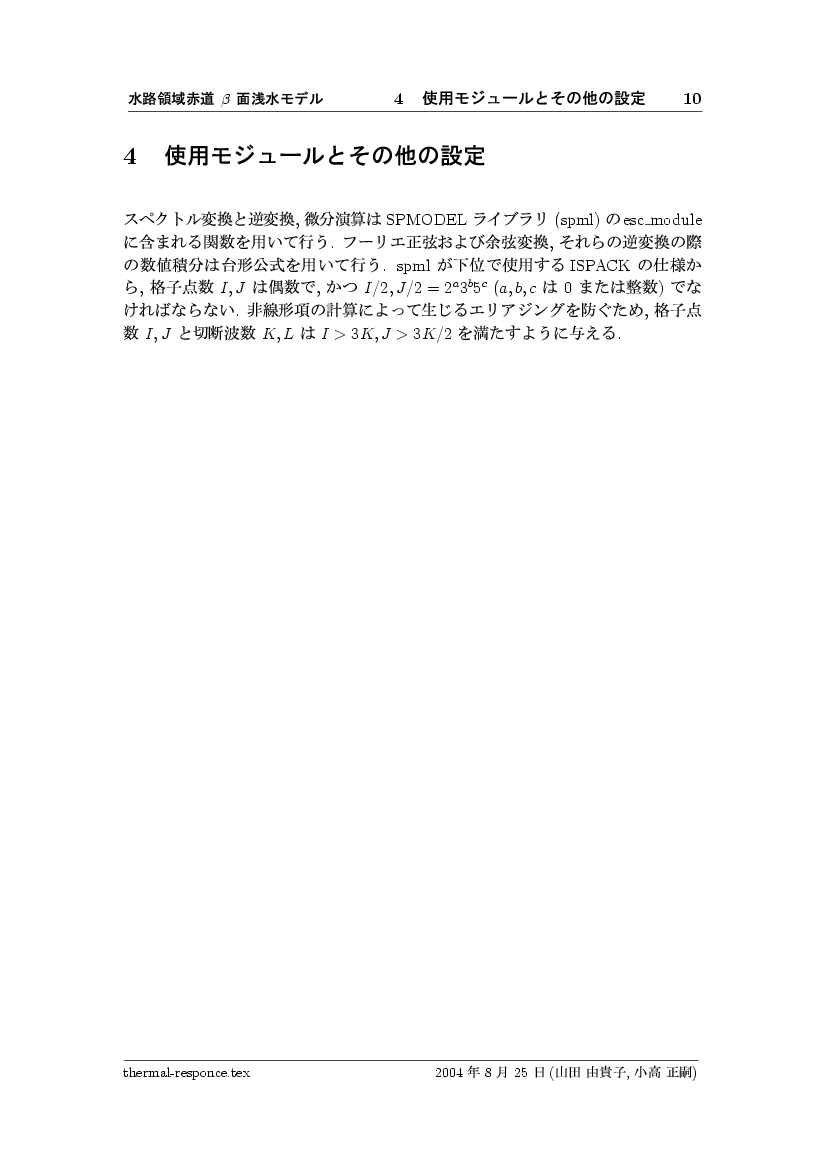 水路領域赤道 β 面浅水モデル 4 使用モジュールとその他の設定 10
4 使用モジュールとその他の設定
スペクトル変換と逆変換, 微分演算は SPMODEL ライブラリ (spml) の esc_module
に含まれる関数を用いて行う. フーリエ正弦および余弦変換, それらの逆変換の際
の数値積分は台形公式を用いて行う. spml が下位で使用する ISPACK の仕様か
ら, 格子点数 I, J は偶数で, かつ I/2, J/2 = 2^a3^b5^c (a, b, c は 0 または整数) でな
ければならない. 非線形項の計算によって生じるエリアジングを防ぐため, 格子点
数 I, J と切断波数 K, L は I > 3K, J > 3K/2 を満たすように与える.
thermal-responce.tex 2004 年 8 月 25 日 (山田 由貴子, 小高 正嗣)